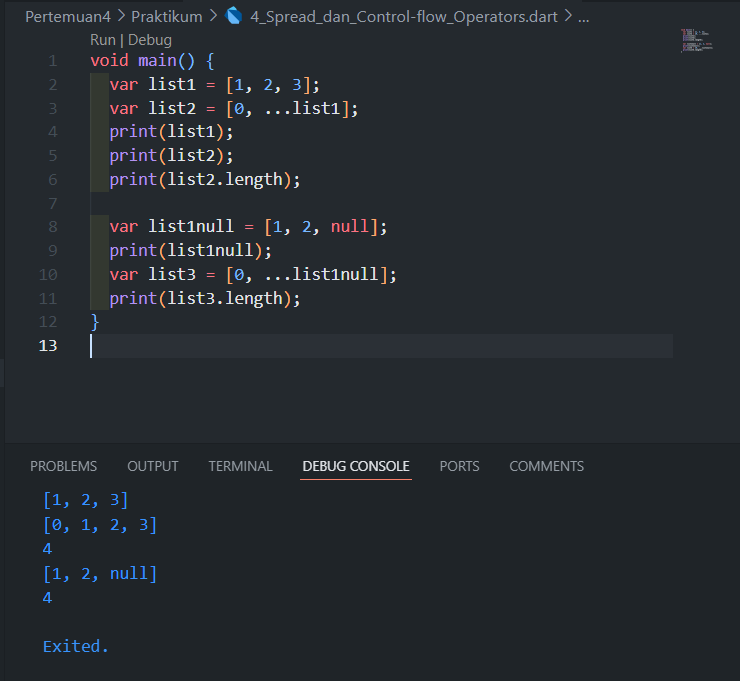 Pertemuan4 > Praktikum > 4_Spread_dan_Control-flow_Operators.dart > ...
Run | Debug
1 void main() {
2   var list1 = [1, 2, 3];
3   var list2 = [0, ...list1];
4   print(list1);
5   print(list2);
6   print(list2.length);
7
8   var list1null = [1, 2, null];
9   print(list1null);
10   var list3 = [0, ...list1null];
11   print(list3.length);
12 }
13
PROBLEMS OUTPUT TERMINAL DEBUG CONSOLE PORTS COMMENTS
[1, 2, 3]
[0, 1, 2, 3]
4
[1, 2, null]
4
Exited.